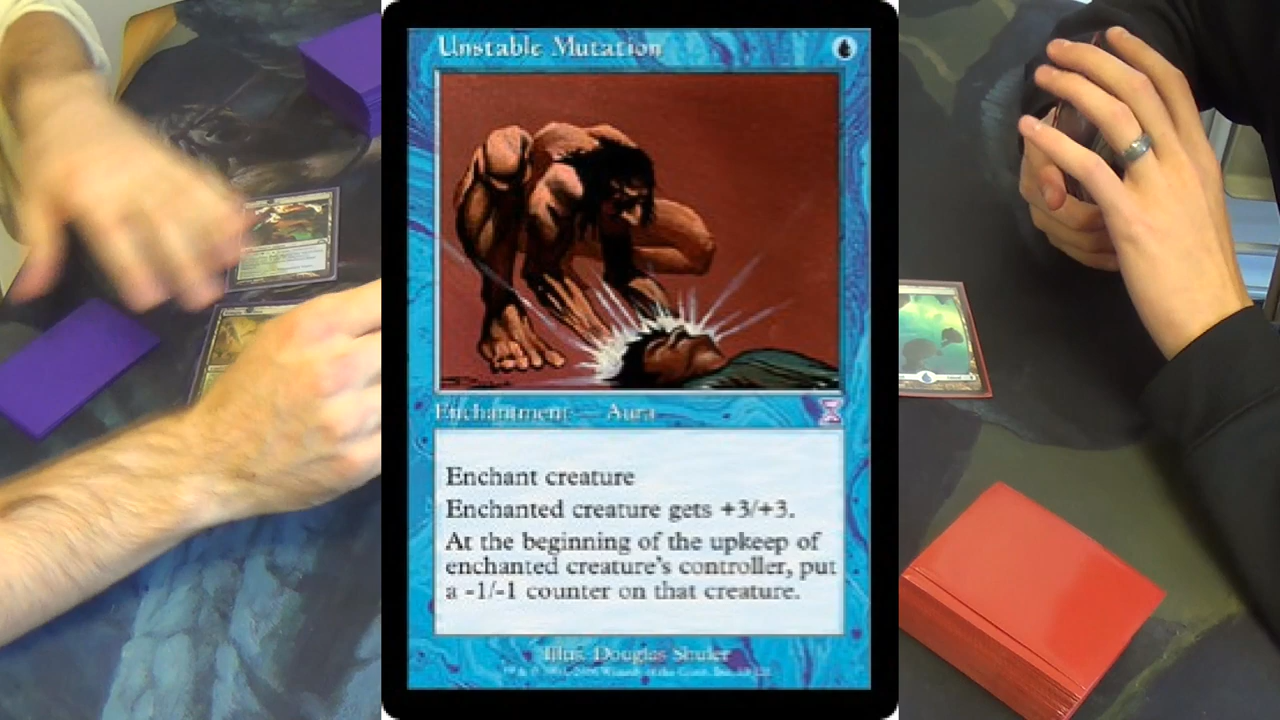 Unstable Mutation
Enchantment — Aura
Enchant creature
Enchanted creature gets +3/+3.
At the beginning of the upkeep of
enchanted creature's controller, put
a -1/-1 counter on that creature.
Illus. Douglas Shuler